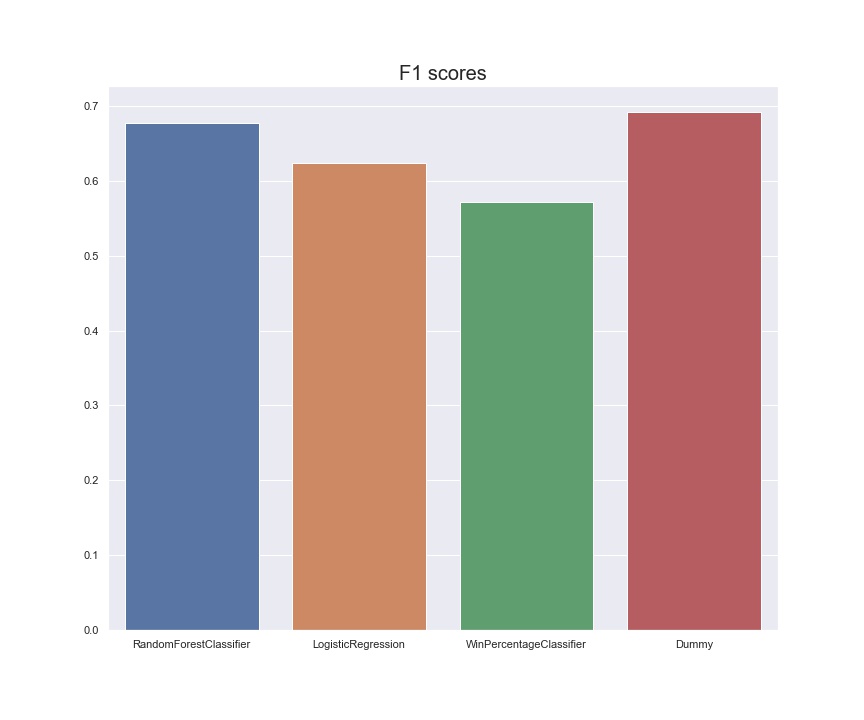 F1 scores
0.7
0.6
0.5
0.4
0.3
0.2
0.1
0.0
RandomForestClassifier
LogisticRegression
WinPercentageClassifier
Dummy